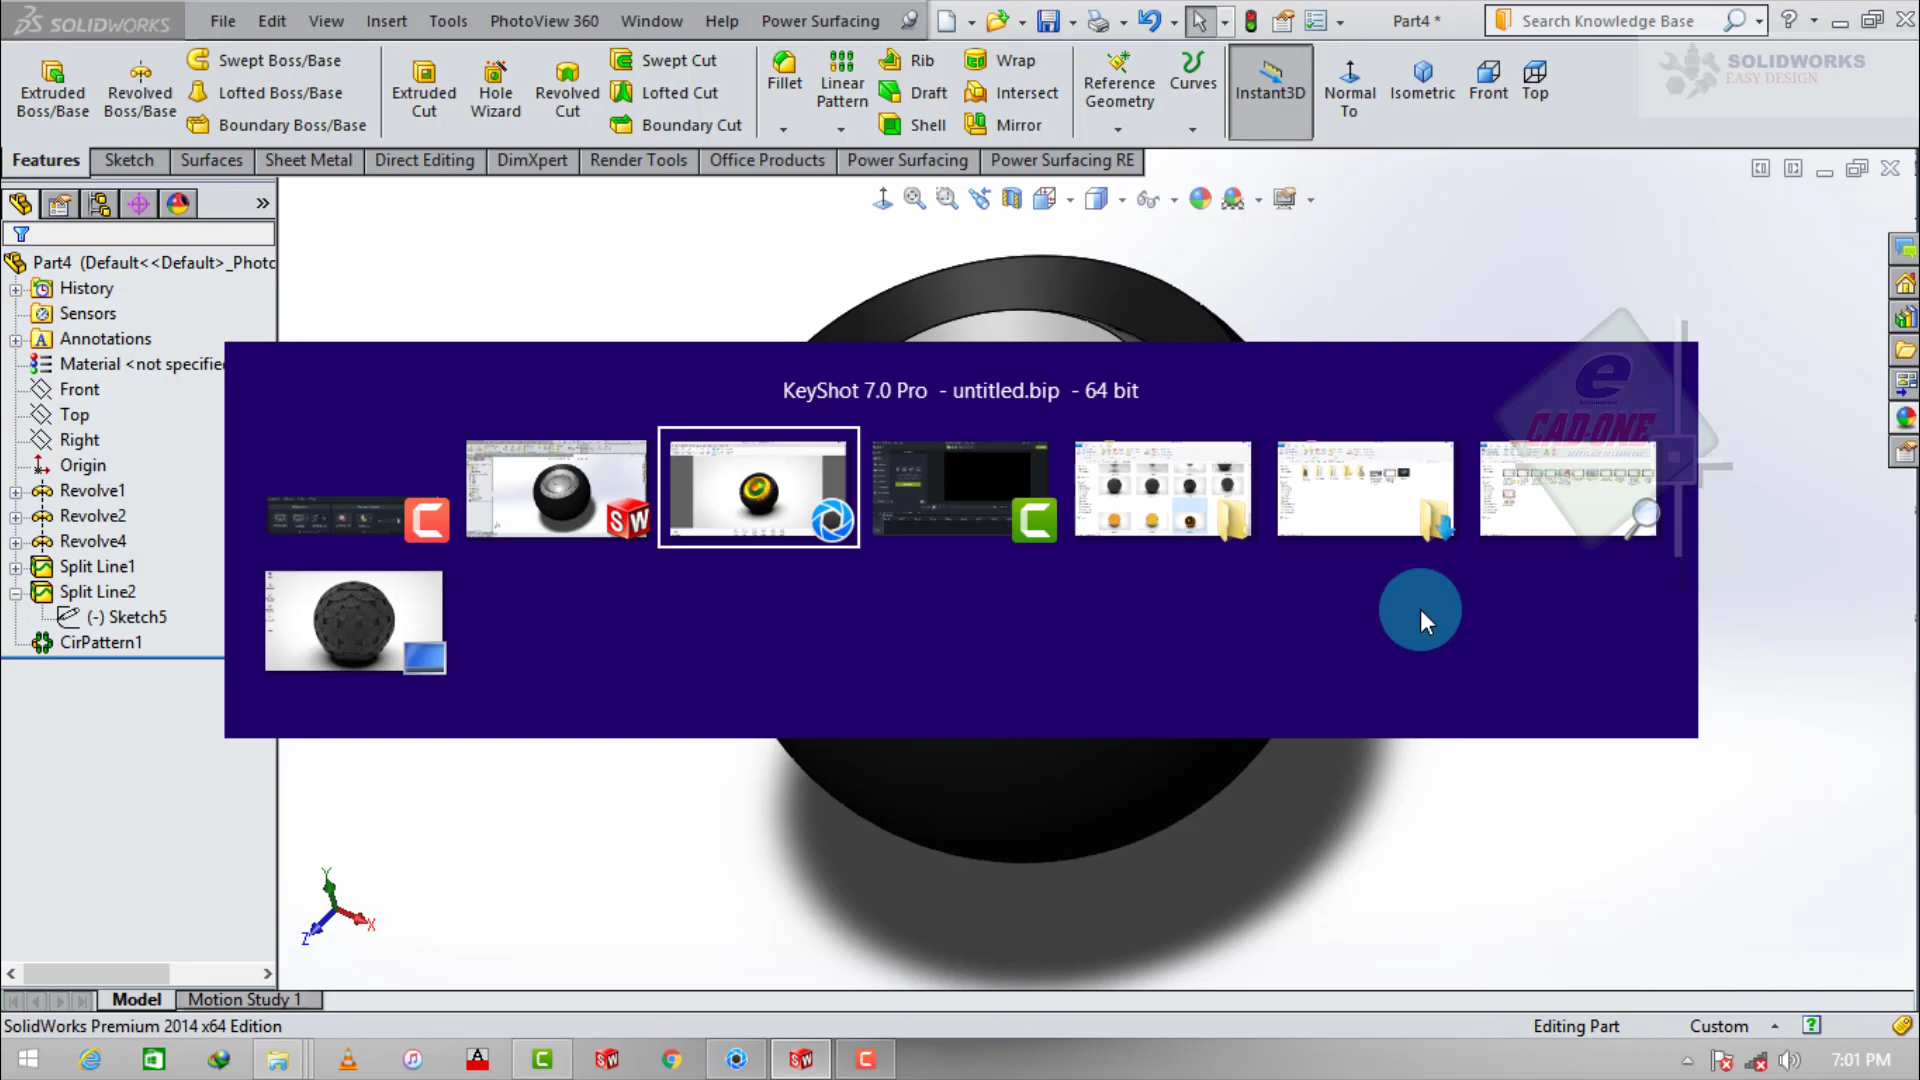 SOLIDWORKS File Edit View Insert Tools PhotoView 360 Window Help Power Surfacing Part4 * Search Knowledge Base
Extruded Boss/Base
Revolved Boss/Base
Swept Boss/Base
Lofted Boss/Base
Boundary Boss/Base
Extruded Cut
Hole Wizard
Revolved Cut
Swept Cut
Lofted Cut
Boundary Cut
Fillet
Linear Pattern
Rib
Draft
Shell
Wrap
Intersect
Mirror
Reference Geometry
Curves
Instant3D
Normal To
Isometric
Front
Top
SOLIDWORKS
EASY DESIGN
Features Sketch Surfaces Sheet Metal Direct Editing DimXpert Render Tools Office Products Power Surfacing Power Surfacing RE
Part4 (Default<<Default>_Photo
History
Sensors
Annotations
Material <not specifie
Front
Top
Right
Origin
Revolve1
Revolve2
Revolve4
Split Line1
Split Line2
(-) Sketch5
CirPattern1
KeyShot 7.0 Pro - untitled.bip - 64 bit
CAD-ONE
Y
X
Z
Model Motion Study 1
SolidWorks Premium 2014 x64 Edition Editing Part Custom
7:01 PM